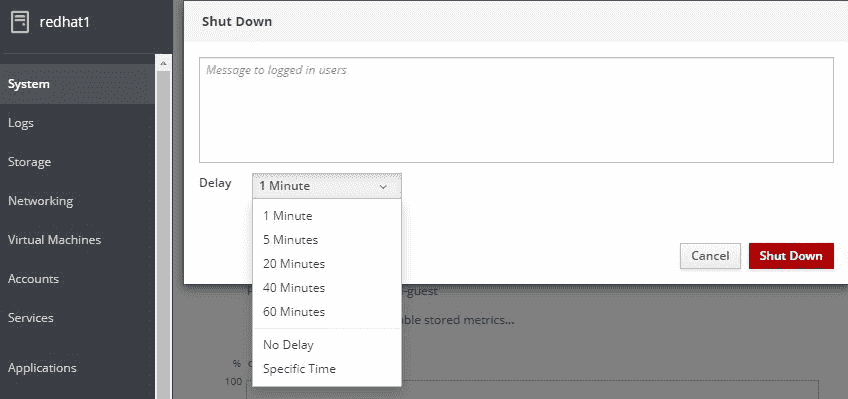 redhat1
System
Logs
Storage
Networking
Virtual Machines
Accounts
Services
Applications
Shut Down
Message to logged in users
Delay
1 Minute
1 Minute
5 Minutes
20 Minutes
40 Minutes
60 Minutes
No Delay
Specific Time
Cancel
Shut Down
-guest
able stored metrics...
%
100